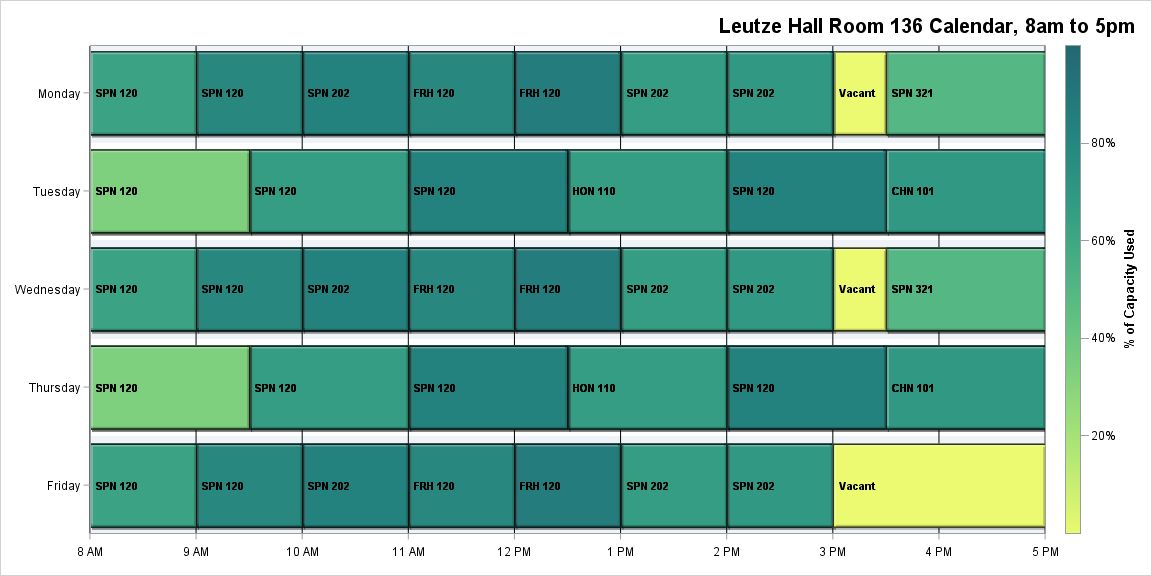 Leutze Hall Room 136 Calendar, 8am to 5pm
Monday SPN 120 SPN 120 SPN 202 FRH 120 FRH 120 SPN 202 SPN 202 Vacant SPN 321
Tuesday SPN 120 SPN 120 SPN 120 HON 110 SPN 120 CHN 101
Wednesday SPN 120 SPN 120 SPN 202 FRH 120 FRH 120 SPN 202 SPN 202 Vacant SPN 321
Thursday SPN 120 SPN 120 SPN 120 HON 110 SPN 120 CHN 101
Friday SPN 120 SPN 120 SPN 202 FRH 120 FRH 120 SPN 202 SPN 202 Vacant
8 AM 9 AM 10 AM 11 AM 12 PM 1 PM 2 PM 3 PM 4 PM 5 PM
80%
60%
40%
20%
% of Capacity Used